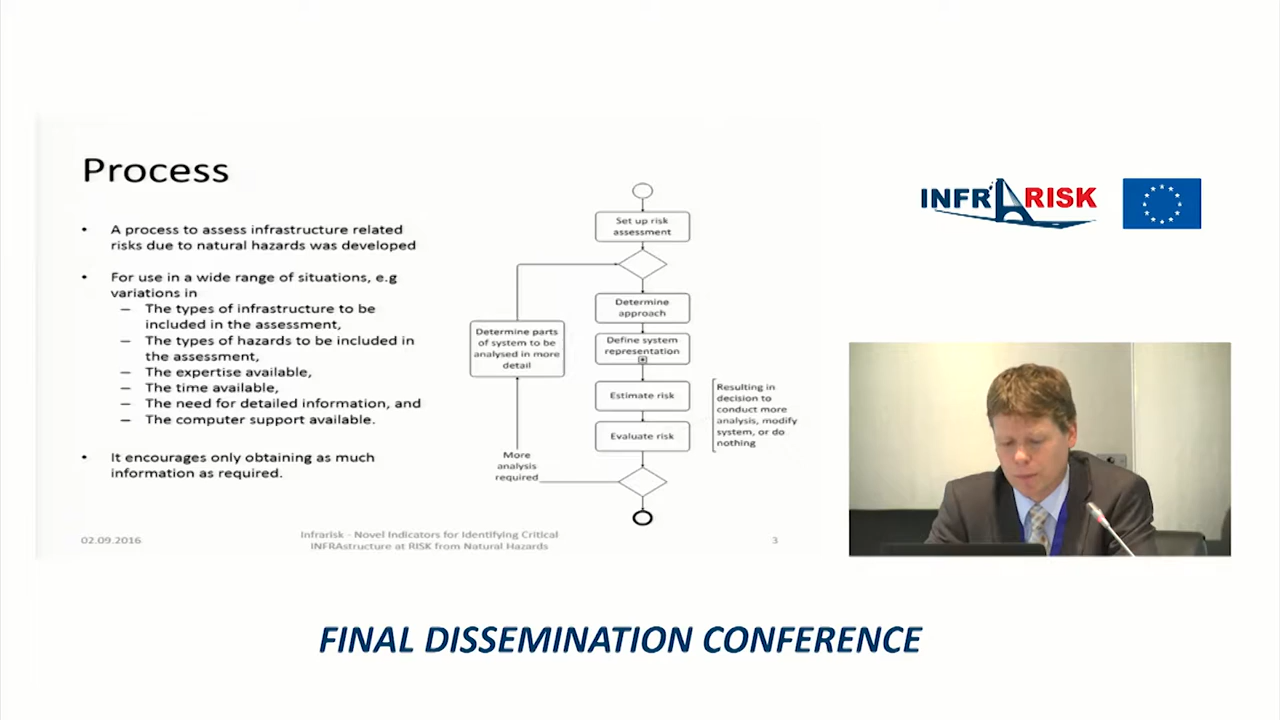 Process
• A process to assess infrastructure related
risks due to natural hazards was developed
• For use in a wide range of situations, e.g
variations in
– The types of infrastructure to be
included in the assessment,
– The types of hazards to be included in
the assessment,
– The expertise available,
– The time available,
– The need for detailed information, and
– The computer support available.
• It encourages only obtaining as much
information as required.
Set up risk
assessment
Determine
approach
Define system
representation
Determine parts
of system to be
analysed in more
detail
Estimate risk
Evaluate risk
Resulting in
decision to
conduct more
analysis, modify
system, or do
nothing
More
analysis
required
02.09.2016
Infrarisk - Novel Indicators for Identifying Critical
INFRAstructure at RISK from Natural Hazards
3
INFRARISK
FINAL DISSEMINATION CONFERENCE